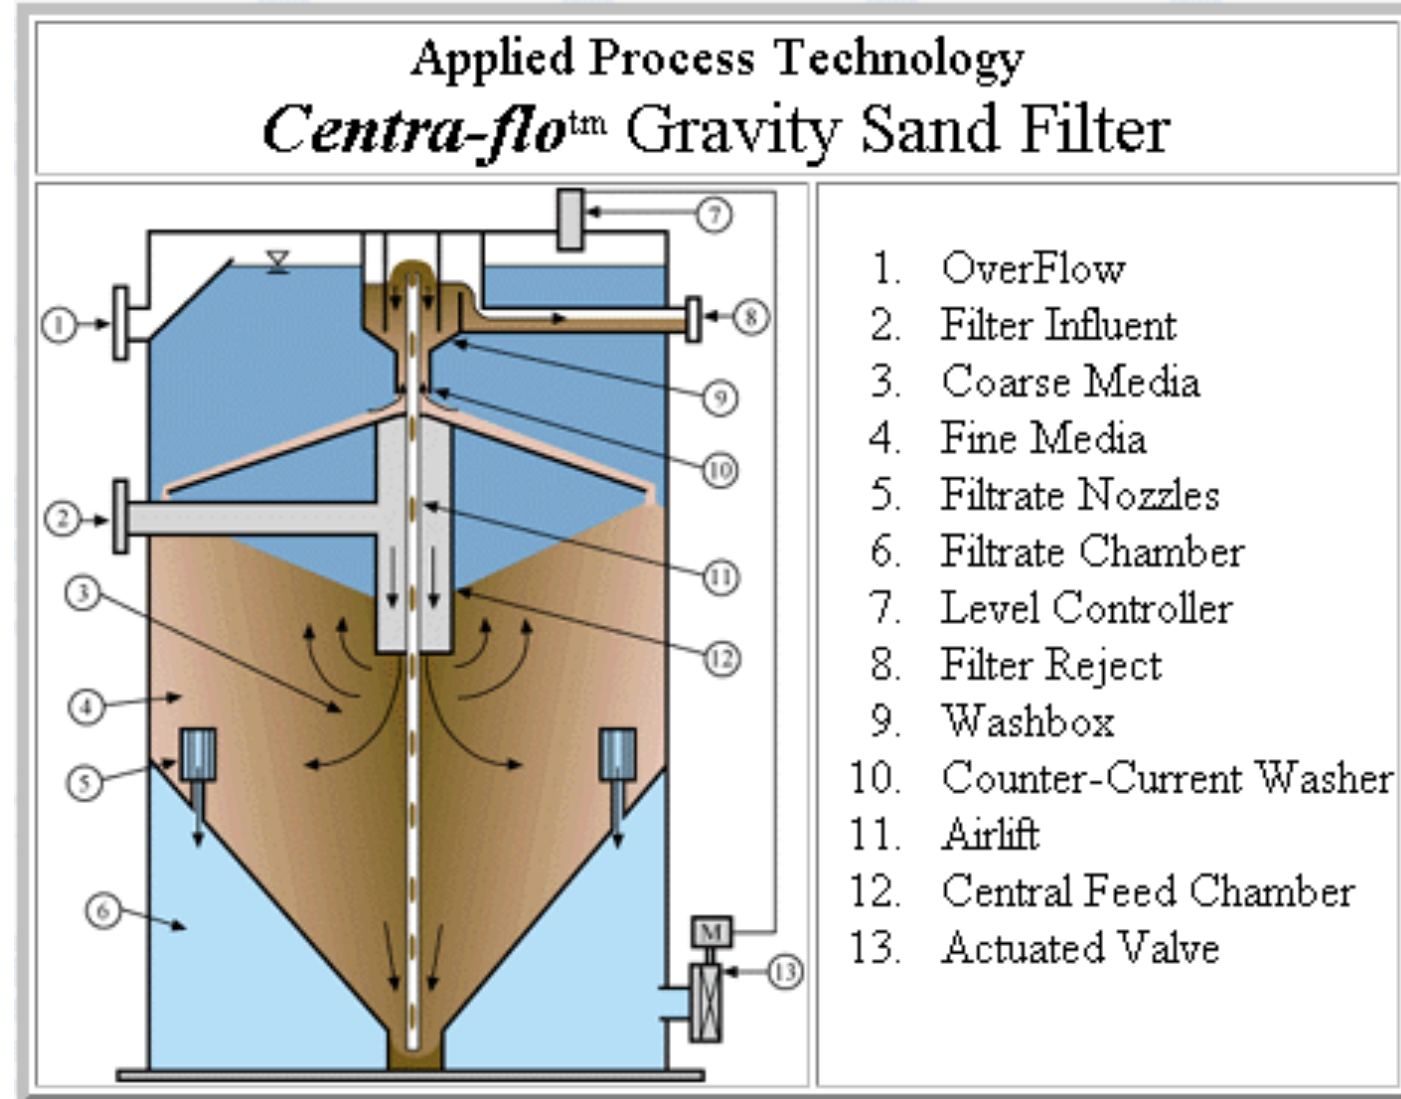 Applied Process Technology
Centra-flo™ Gravity Sand Filter
1
2
3
4
5
6
7
8
9
10
11
12
13
M
1. OverFlow
2. Filter Influent
3. Coarse Media
4. Fine Media
5. Filtrate Nozzles
6. Filtrate Chamber
7. Level Controller
8. Filter Reject
9. Washbox
10. Counter-Current Washer
11. Airlift
12. Central Feed Chamber
13. Actuated Valve